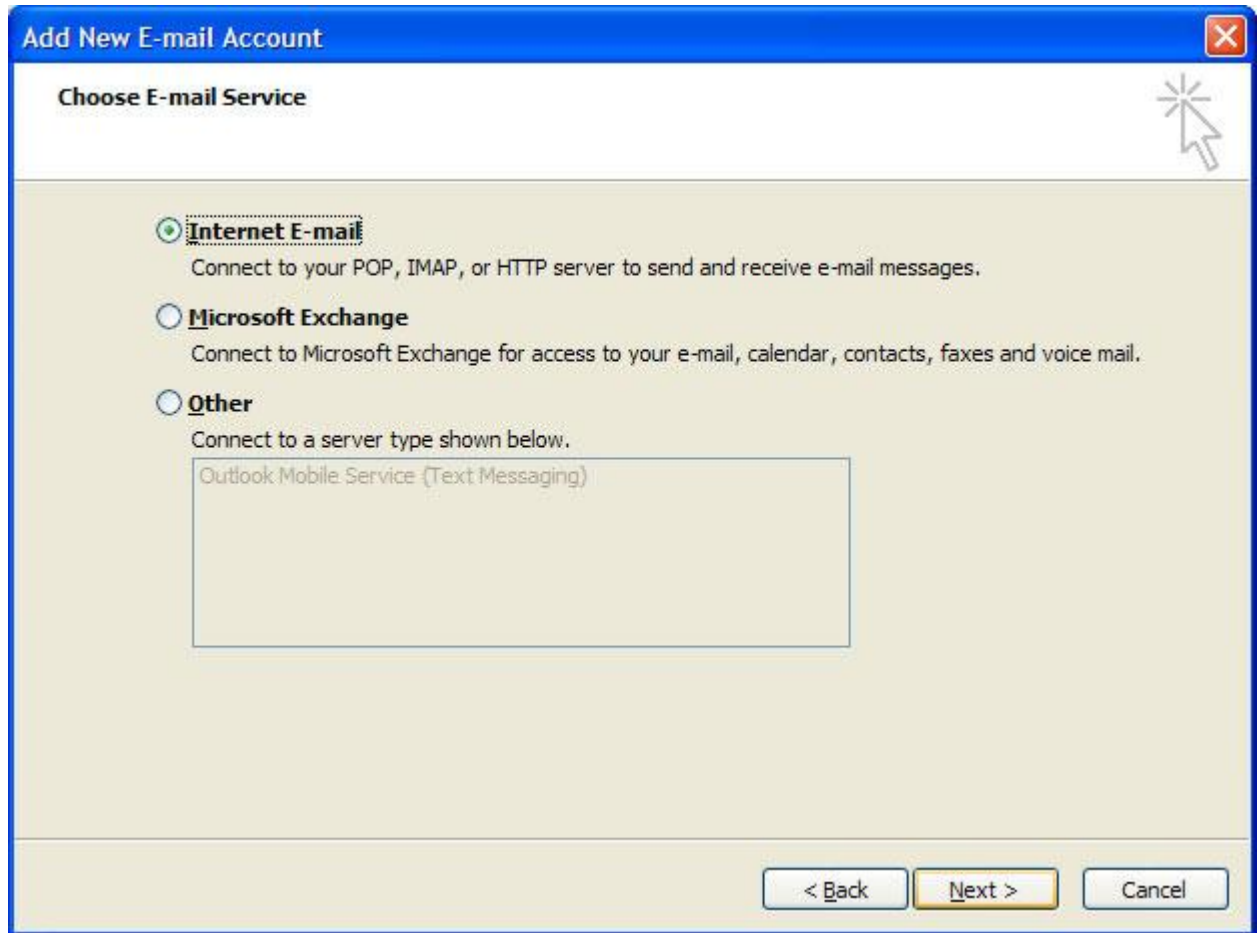 Add New E-mail Account
Choose E-mail Service
Internet E-mail
Connect to your POP, IMAP, or HTTP server to send and receive e-mail messages.
Microsoft Exchange
Connect to Microsoft Exchange for access to your e-mail, calendar, contacts, faxes and voice mail.
Other
Connect to a server type shown below.
Outlook Mobile Service (Text Messaging)
< Back Next > Cancel